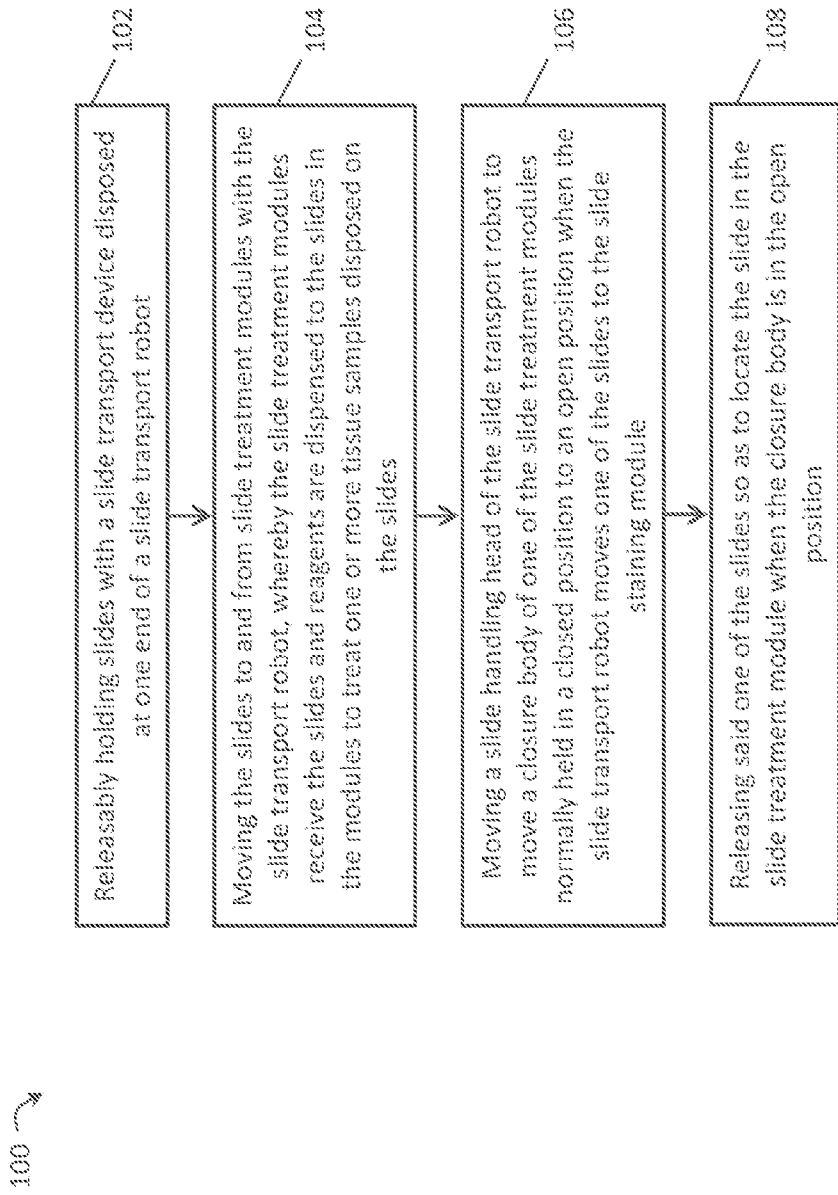 100
102
Releasably holding slides with a slide transport device disposed
at one end of a slide transport robot
104
Moving the slides to and from slide treatment modules with the
slide transport robot, whereby the slide treatment modules
receive the slides and reagents are dispensed to the slides in
the modules to treat one or more tissue samples disposed on
the slides
106
Moving a slide handling head of the slide transport robot to
move a closure body of one of the slide treatment modules
normally held in a closed position to an open position when the
slide transport robot moves one of the slides to the slide
staining module
108
Releasing said one of the slides so as to locate the slide in the
slide treatment module when the closure body is in the open
position